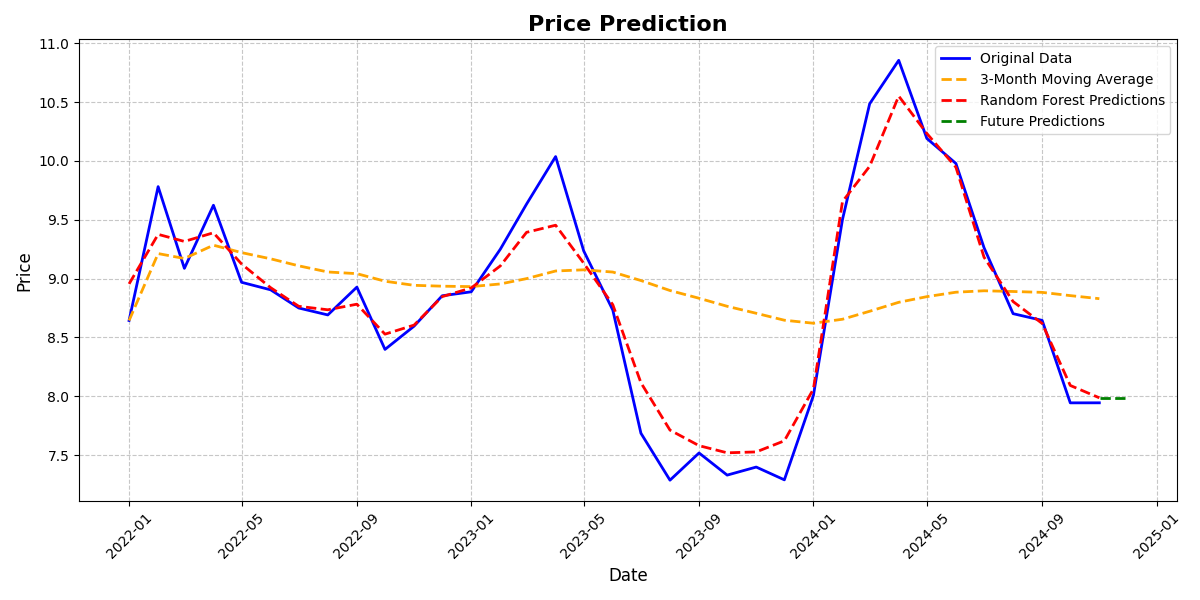 Price Prediction
Original Data
3-Month Moving Average
Random Forest Predictions
Future Predictions
Price
11.0
10.5
10.0
9.5
9.0
8.5
8.0
7.5
2022-01
2022-05
2022-09
2023-01
2023-05
2023-09
2024-01
2024-05
2024-09
2025-01
Date